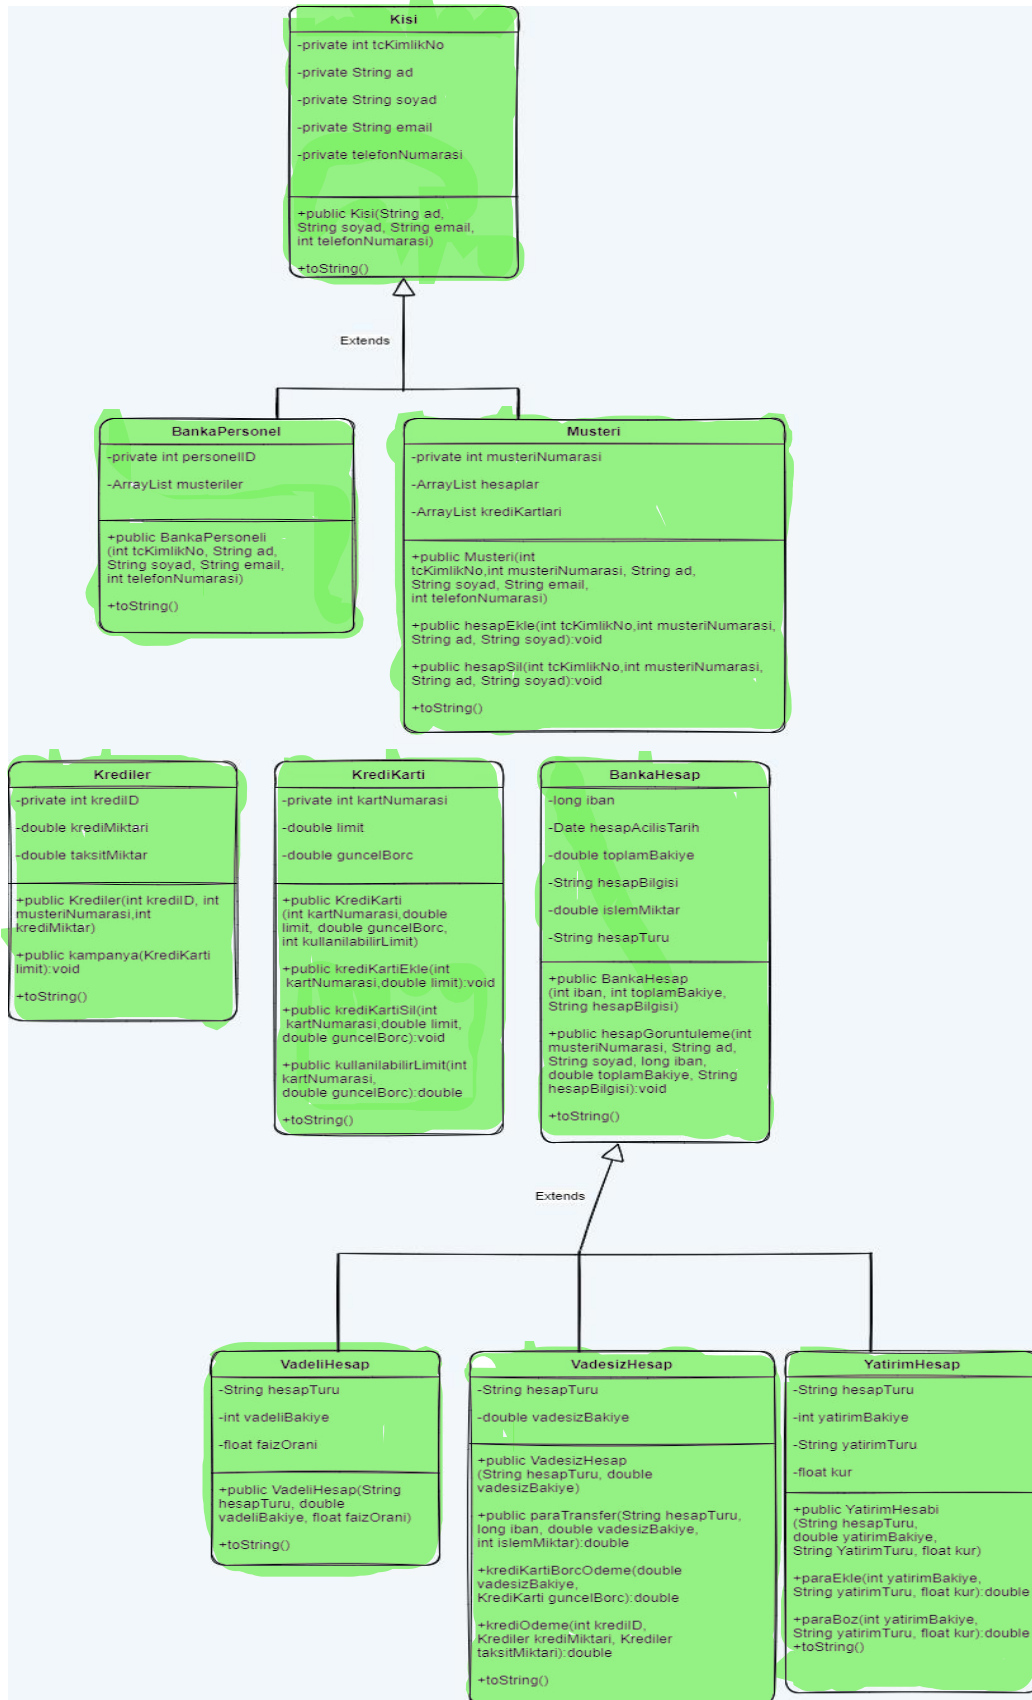 Kisi
-private int tcKimlikNo
-private String ad
-private String soyad
-private String email
-private telefonNumarasi
+public Kisi(String ad,
String soyad, String email,
int telefonNumarasi)
+toString()
Extends
BankaPersonel
-private int personelID
-ArrayList musteriler
+public BankaPersoneli
(int tcKimlikNo, String ad,
String soyad, String email,
int telefonNumarasi)
+toString()
Musteri
-private int musteriNumarasi
-ArrayList hesaplar
-ArrayList krediKartlari
+public Musteri(int
tcKimlikNo,int musteriNumarasi, String ad,
String soyad, String email,
int telefonNumarasi)
+public hesapEkle(int tcKimlikNo,int musteriNumarasi,
String ad, String soyad):void
+public hesapSil(int tcKimlikNo,int musteriNumarasi,
String ad, String soyad):void
+toString()
Krediler
-private int krediID
-double krediMiktari
-double taksitMiktar
+public Krediler(int krediID, int
musteriNumarasi,int
krediMiktar)
+public kampanya(KrediKarti
limit):void
+toString()
KrediKarti
-private int kartNumarasi
-double limit
-double guncelBorc
+public KrediKarti
(int kartNumarasi,double
limit, double guncelBorc,
int kullanilabilirLimit)
+public krediKartiEkle(int
kartNumarasi,double limit):void
+public krediKartiSil(int
kartNumarasi,double limit,
double guncelBorc):void
+public kullanilabilirLimit(int
kartNumarasi,
double guncelBorc):double
+toString()
BankaHesap
-long iban
-Date hesapAcilisTarih
-double toplamBakiye
-String hesapBilgisi
-double islemMiktar
-String hesapTuru
+public BankaHesap
(int iban, int toplamBakiye,
String hesapBilgisi)
+public hesapGoruntuleme(int
musteriNumarasi, String ad,
String soyad, long iban,
double toplamBakiye, String
hesapBilgisi):void
+toString()
Extends
VadeliHesap
-String hesapTuru
-int vadeliBakiye
-float faizOrani
+public VadeliHesap(String
hesapTuru, double
vadeliBakiye, float faizOrani)
+toString()
VadesizHesap
-String hesapTuru
-double vadesizBakiye
+public VadesizHesap
(String hesapTuru, double
vadesizBakiye)
+public paraTransfer(String hesapTuru,
long iban, double vadesizBakiye,
int islemMiktar):double
+krediKartiBorcOdeme(double
vadesizBakiye,
KrediKarti guncelBorc):double
+krediOdeme(int krediID,
Krediler krediMiktari, Krediler
taksitMiktari):double
+toString()
YatirimHesap
-String hesapTuru
-int yatirimBakiye
-String yatirimTuru
-float kur
+public YatirimHesabi
(String hesapTuru,
double yatirimBakiye,
String YatirimTuru, float kur)
+paraEkle(int yatirimBakiye,
String yatirimTuru, float kur):double
+paraBoz(int yatirimBakiye,
String yatirimTuru, float kur):double
+toString()